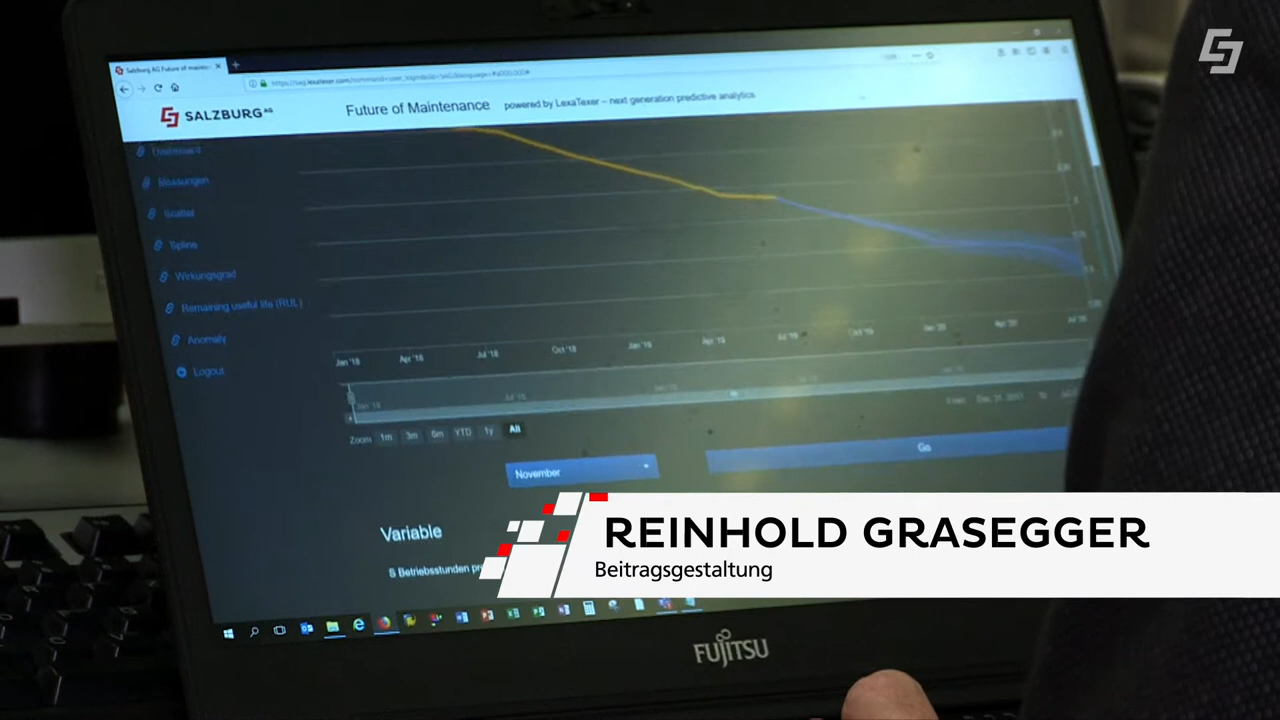 Salzburg AG Future of mainten
SALZBURG AG
Future of Maintenance powered by LexaTexer – next generation predictive analytics
Dashboard
Messungen
Scatter
Spline
Wirkungsgrad
Remaining useful life (RUL)
Anomaly
Logout
Jan '18 Apr '18 Jul '18 Oct '18 Jan '19 Apr '19 Jul '19 Oct '19 Jan '20 Apr '20 Jul '20
Zoom 1m 3m 6m YTD 1y All
November
Go
Variable
REINHOLD GRASEGGER
Beitragsgestaltung
FUJITSU